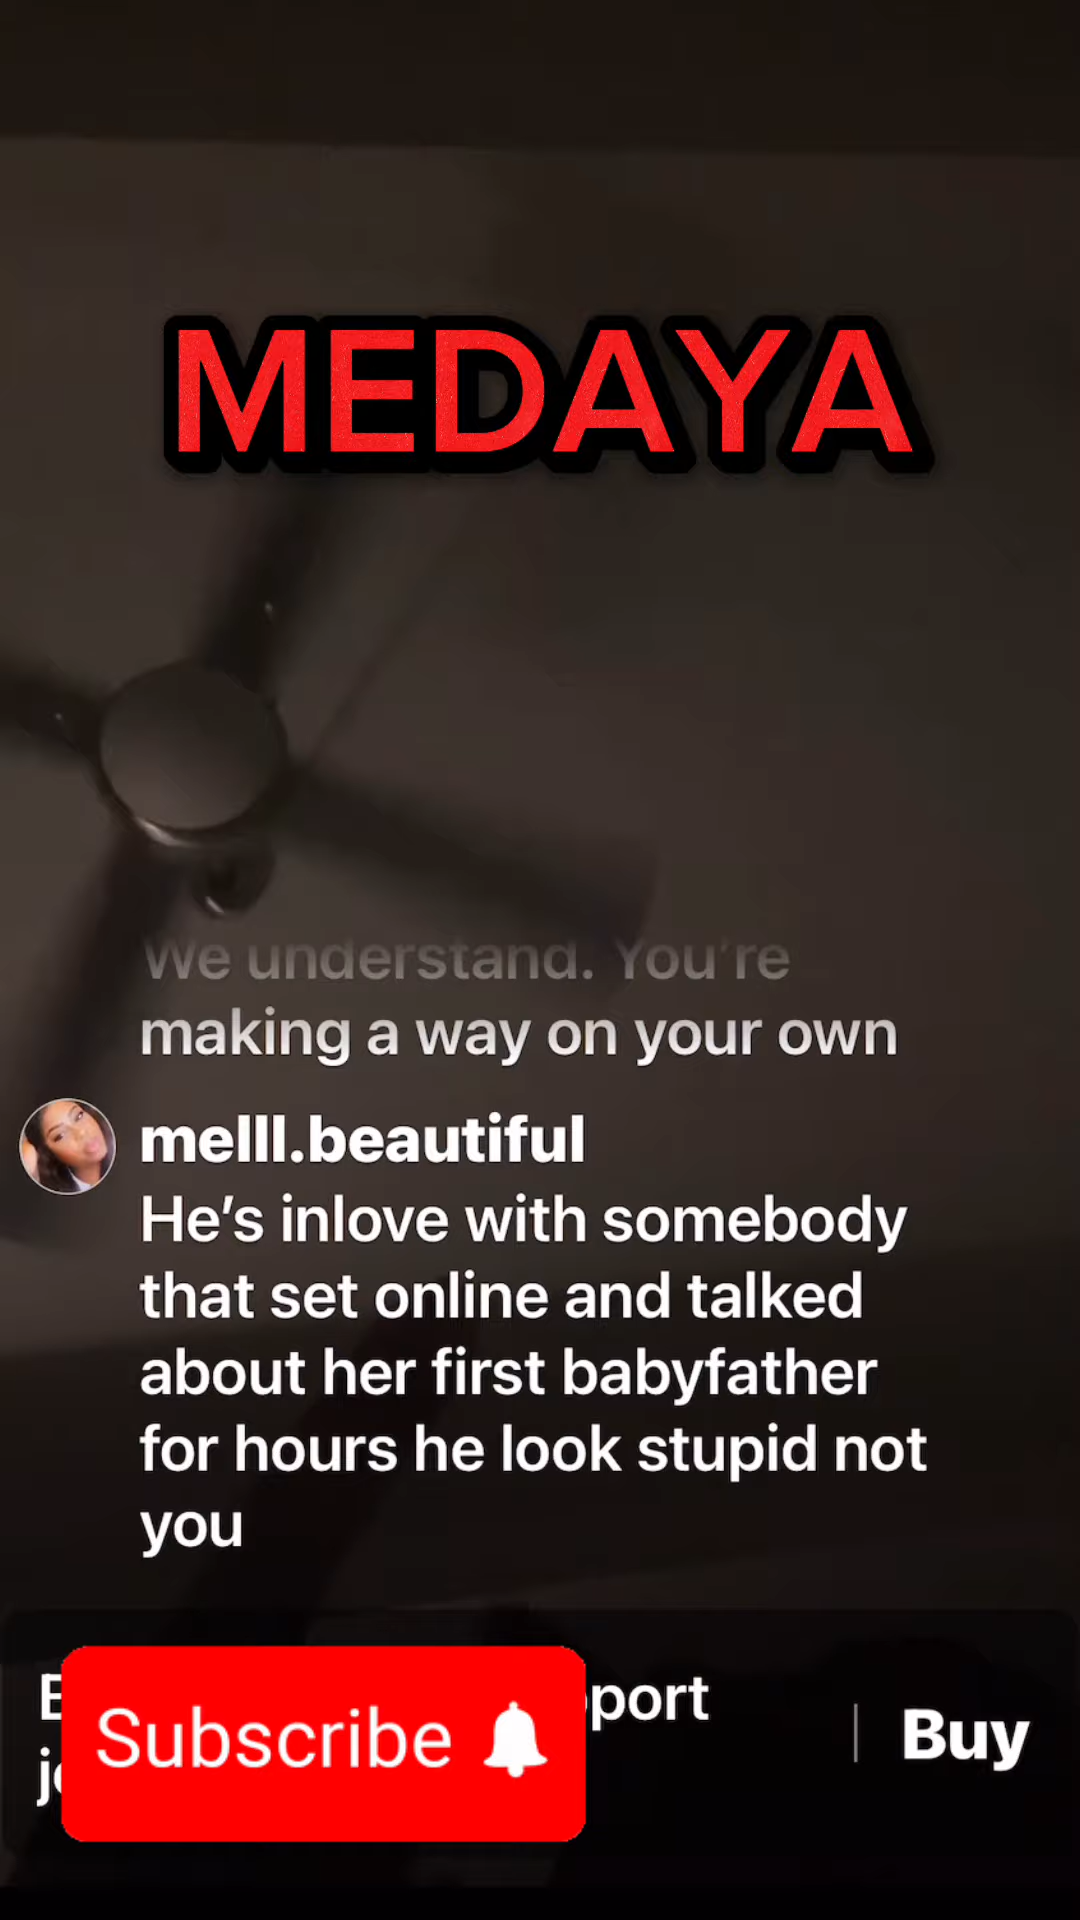 MEDAYA
We understand. You're
making a way on your own
melll.beautiful
He's inlove with somebody
that set online and talked
about her first babyfather
for hours he look stupid not
you
Subscribe
Buy